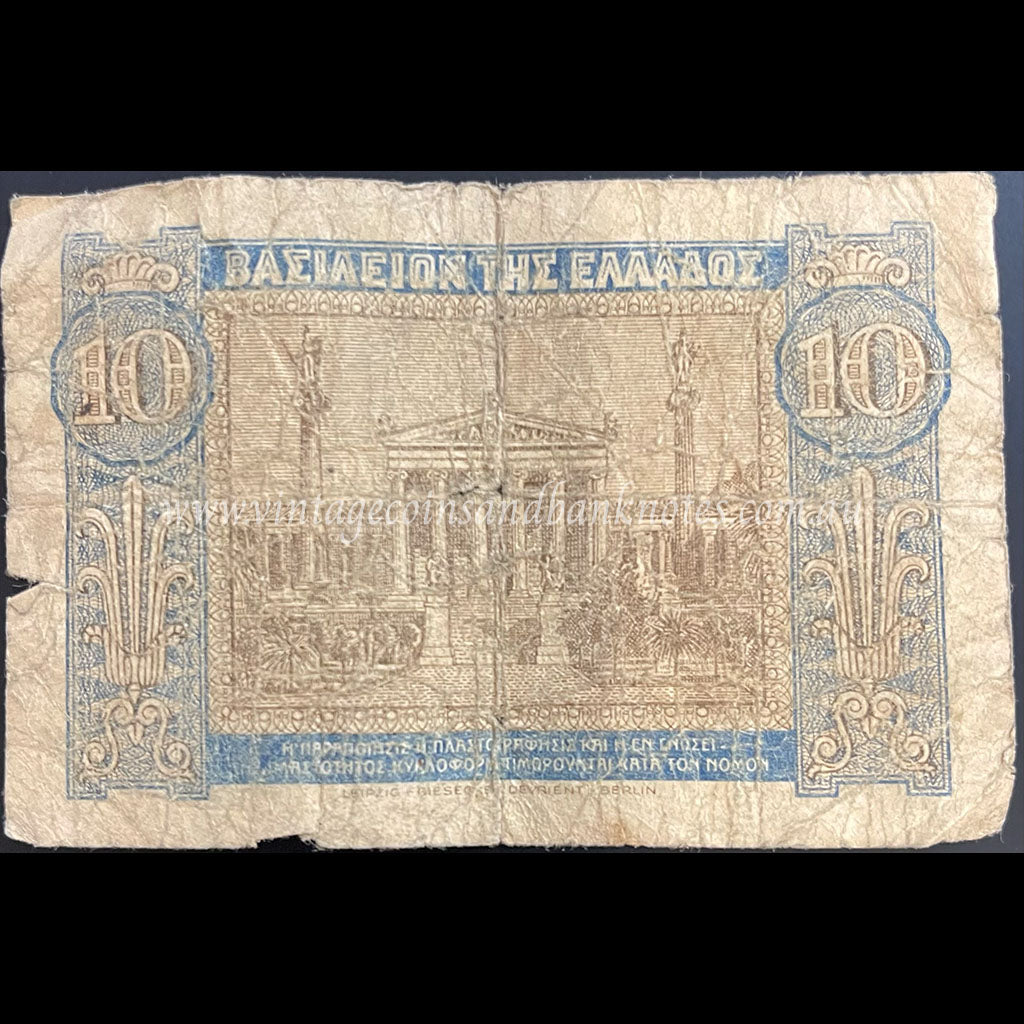 ΒΑΣΙΛΕΙΟΝ ΤΗΣ ΕΛΛΑΔΟΣ
10 10
www.vintagecoinsandbanknotes.com.au
Η ΠΑΡΑΠΟΙΗΣΙΣ Η ΠΛΑΣΤΟΓΡΑΦΗΣΙΣ ΚΑΙ Η ΕΝ ΓΝΩΣΕΙ
ΠΛΑΣΤΟΤΗΤΟΣ ΚΥΚΛΟΦΟΡΙΑ ΤΙΜΩΡΟΥΝΤΑΙ ΚΑΤΑ ΤΟΝ ΝΟΜΟΝ
LEIPZIG GIESECKE & DEVRIENT BERLIN